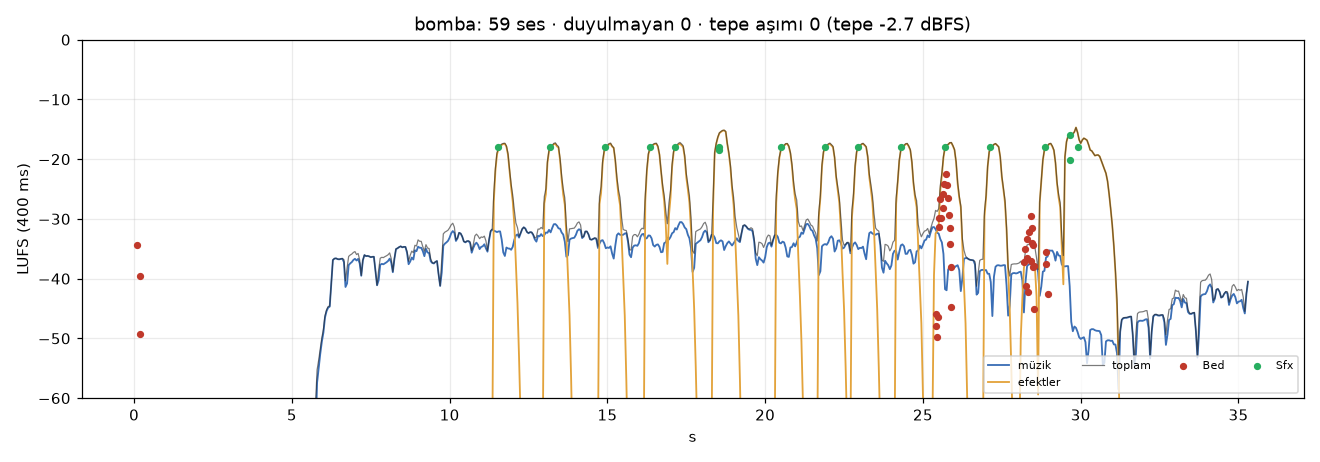 bomba: 59 ses · duyulmayan 0 · tepe aşımı 0 (tepe -2.7 dBFS)
LUFS (400 ms)
0
−10
−20
−30
−40
−50
−60
0 5 10 15 20 25 30 35
s
müzik toplam Bed Sfx
efektler